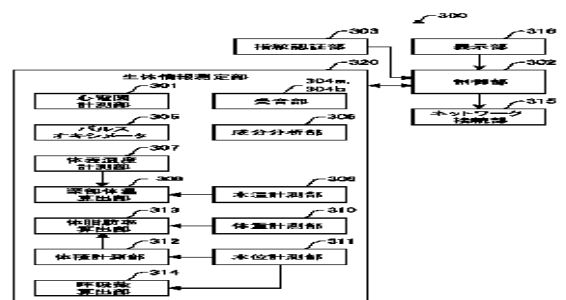 300
303
指紋認証部
316
表示部
320
生体情報測定部
302
制御部
301
心電図
計測部
304a,
304b
受音部
315
ネットワーク
接続部
305
パルス
オキシメータ
306
成分分析部
307
体表温度
計測部
308
深部体温
算出部
309
水温計測部
313
体脂肪率
算出部
310
体重計測部
312
体積計測部
311
水位計測部
314
呼吸数
算出部